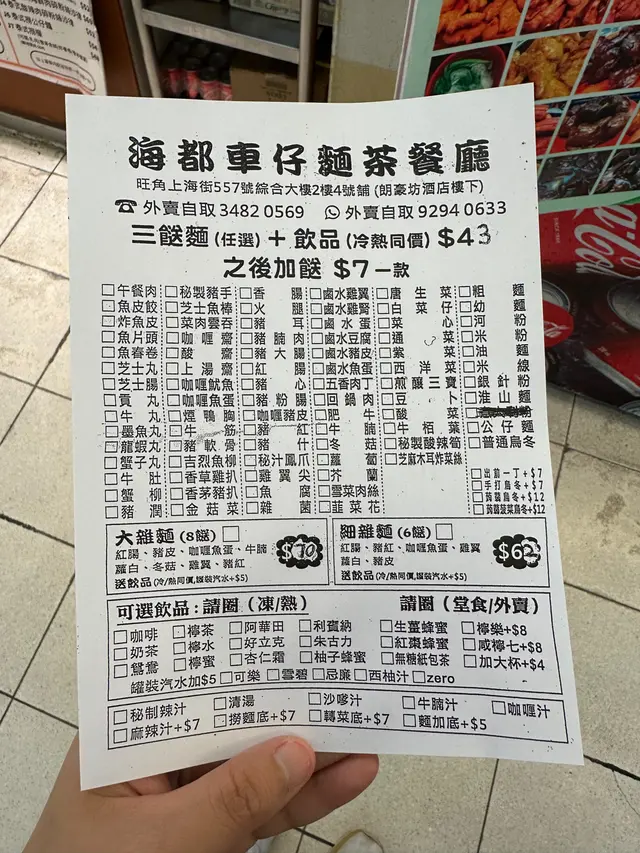 海都車仔麵茶餐廳
旺角上海街557號綜合大樓2樓4號舖 (朗豪坊酒店樓下)
☎ 外賣自取 3482 0569 外賣自取 9294 0633
三餸麵 (任選) + 飲品 (冷熱同價) $43
之後加餸 $7一款
□午餐肉 □秘製豬手 □香腸 □鹵水雞翼 □唐生菜 □粗麵
□魚皮餃 □芝士魚棒 □火腿 □鹵水雞腎 □白菜仔 □幼麵
□炸魚皮 □菜肉雲吞 □豬耳 □鹵水蛋 □菜心 □河粉
□魚片頭 □咖喱齋 □豬腩肉 □鹵水豆腐 □通菜 □米粉
□魚春卷 □酸齋 □豬大腸 □鹵水豬皮 □紫菜 □油麵
□芝士丸 □上湯齋 □紅腸 □鹵水魚蛋 □西洋菜 □米線
□芝士腸 □咖喱魷魚 □豬心 □五香肉丁 □煎釀三寶 □銀針粉
□貢丸 □咖喱魚蛋 □豬粉腸 □回鍋肉 □豆卜 □淮山麵
□牛丸 □煙鴨胸 □咖喱豬皮 □肥牛 □酸菜
□墨魚丸 □牛筋 □豬紅 □牛腩 □牛栢葉 □公仔麵
□龍蝦丸 □豬軟骨 □豬什 □冬菇 □秘製酸辣筍 □普通烏冬
□蟹子丸 □吉烈魚柳 □秘汁鳳爪 □蘿蔔 □芝麻木耳炸菜絲
□牛肚 □香草雞扒 □雞翼尖 □芥蘭 □出前一丁+$7
□蟹柳 □香茅豬扒 □魚腐 □雪菜肉絲 □手打烏冬+$7
□豬潤 □金菇菜 □雜菌 □韮菜花 □蒟蒻烏冬+$12
□蒟蒻菠菜烏冬+$12
大雜麵 (8餸) □ $70
紅腸、豬皮、咖喱魚蛋、牛腩
蘿白、冬菇、雞翼、豬紅
送飲品(冷/熱同價,罐裝汽水+$5)
細雜麵 (6餸) □ $62
紅腸、豬紅、咖喱魚蛋、雞翼
蘿白、豬皮
送飲品(冷/熱同價,罐裝汽水+$5)
可選飲品:請圈 (凍/熱) 請圈 (堂食/外賣)
□咖啡 □檸茶 □阿華田 □利賓納 □生薑蜂蜜 □檸樂+$8
□奶茶 □檸水 □好立克 □朱古力 □紅棗蜂蜜 □咸檸七+$8
□鴛鴦 □檸蜜 □杏仁霜 □柚子蜂蜜 □無糖紙包茶 □加大杯+$4
罐裝汽水加$5 □可樂 □雪碧 □忌廉 □西柚汁 □zero
□秘制辣汁 □清湯 □沙嗲汁 □牛腩汁 □咖喱汁
□麻辣汁+$7 □撈麵底+$7 □轉菜底+$7 □麵加底+$5